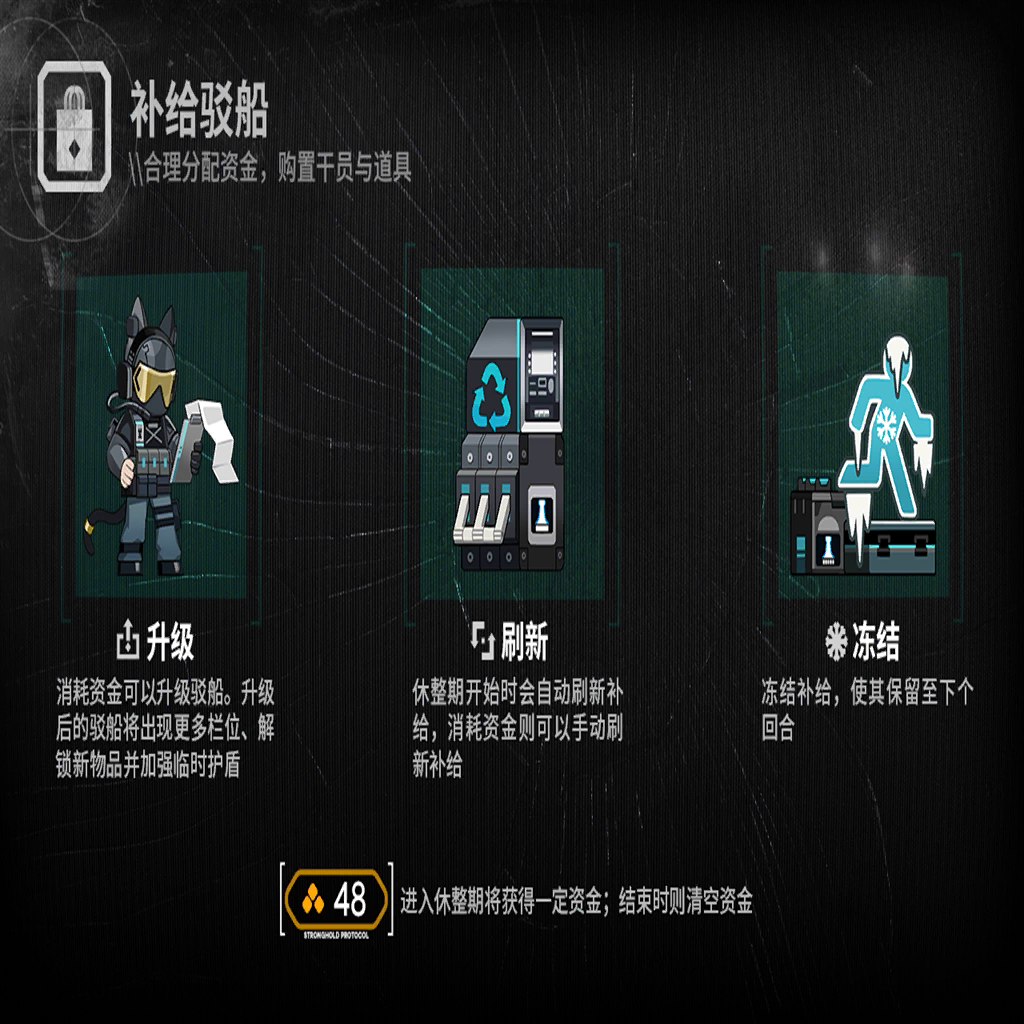 补给驳船
\\合理分配资金，购置干员与道具
升级
消耗资金可以升级驳船。升级
后的驳船将出现更多栏位、解
锁新物品并加强临时护盾
刷新
休整期开始时会自动刷新补
给，消耗资金则可以手动刷
新补给
冻结
冻结补给，使其保留至下个
回合
48
STRONGHOLD PROTOCOL
进入休整期将获得一定资金；结束时则清空资金